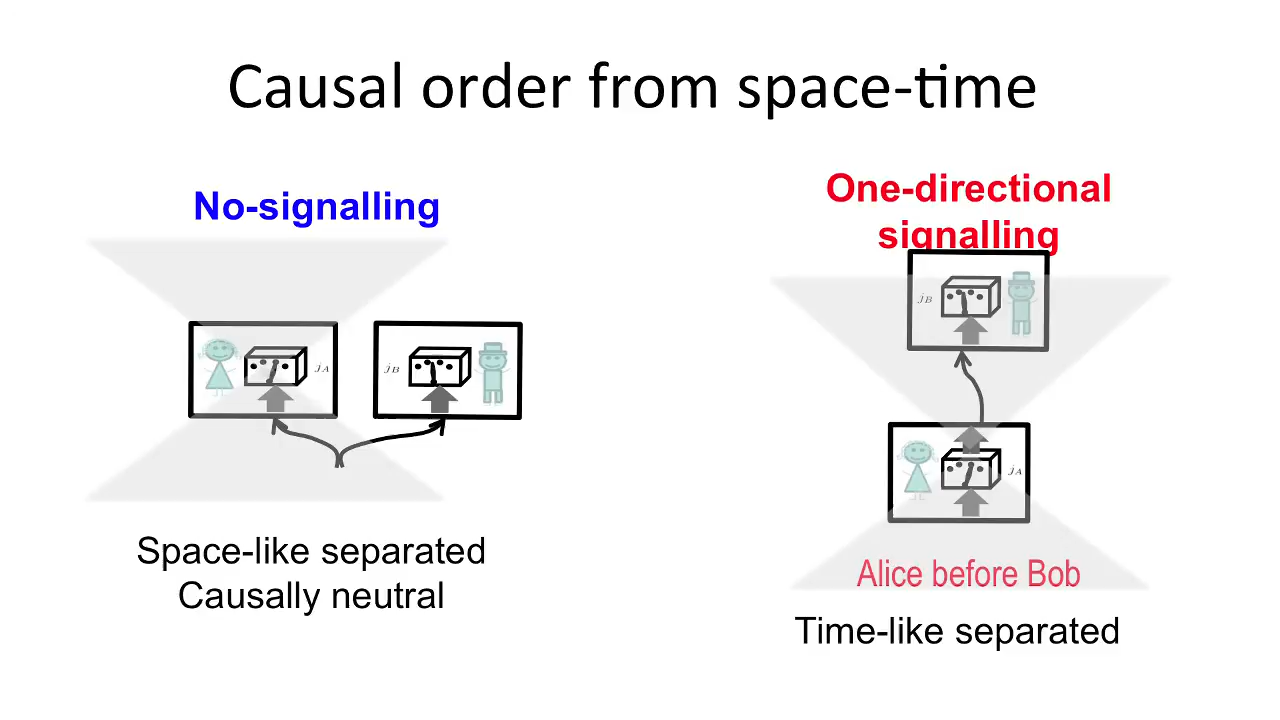 Causal order from space-time
No-signalling
jA
jB
Space-like separated
Causally neutral
One-directional
signalling
jB
jA
Alice before Bob
Time-like separated